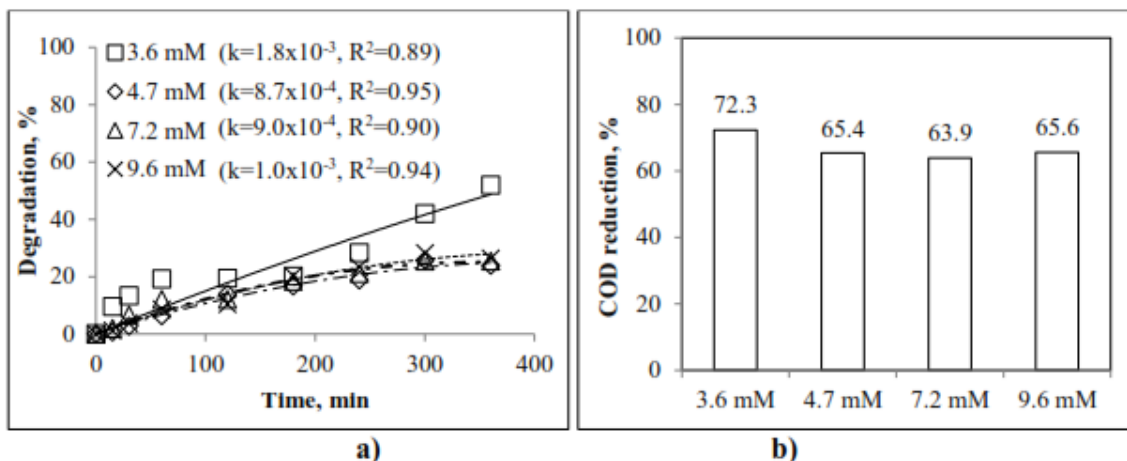 100
80
60
40
20
0
Degradation, %
3.6 mM (k=1.8x10⁻³, R²=0.89)
4.7 mM (k=8.7x10⁻⁴, R²=0.95)
7.2 mM (k=9.0x10⁻⁴, R²=0.90)
9.6 mM (k=1.0x10⁻³, R²=0.94)
0 100 200 300 400
Time, min
a)
100
80
60
40
20
0
COD reduction, %
72.3
65.4
63.9
65.6
3.6 mM 4.7 mM 7.2 mM 9.6 mM
b)